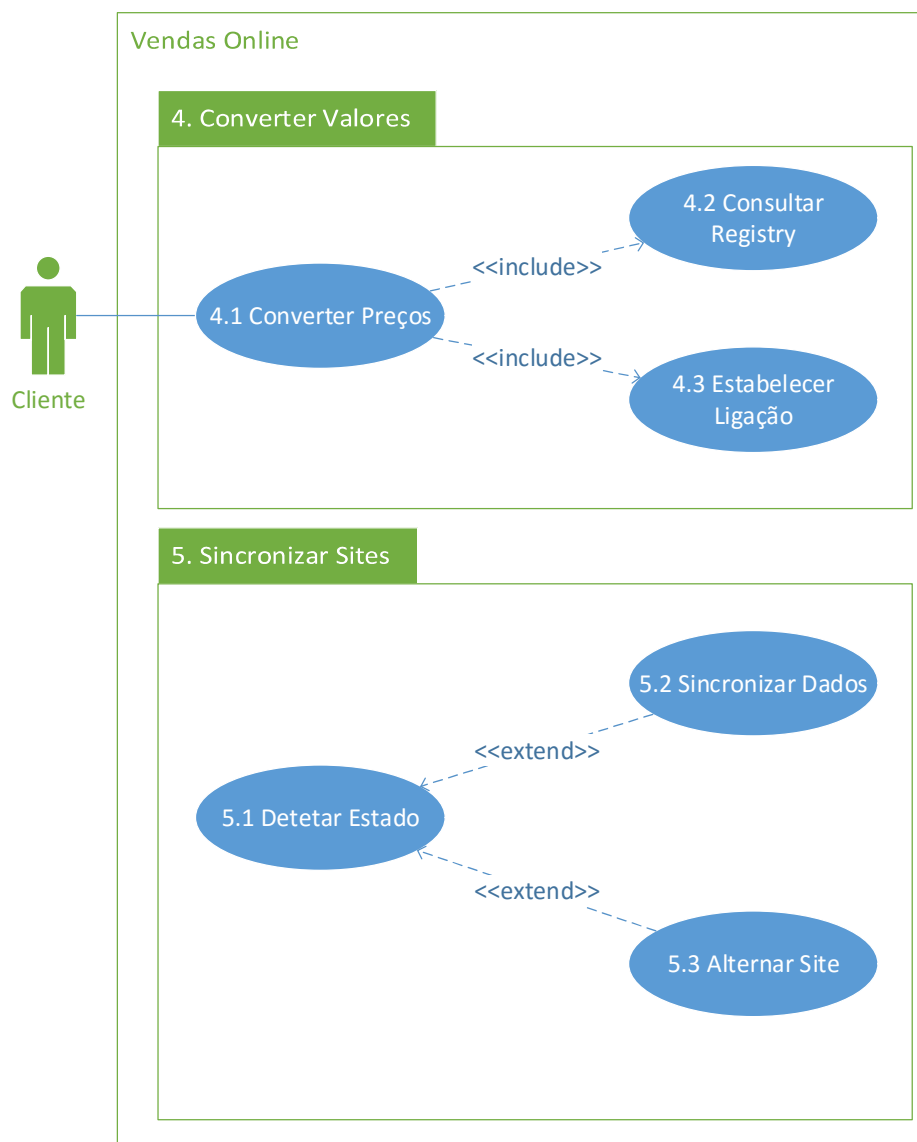 Vendas Online
4. Converter Valores
4.2 Consultar
Registry
<<include>>
4.1 Converter Preços
<<include>>
4.3 Estabelecer
Ligação
Cliente
5. Sincronizar Sites
5.2 Sincronizar Dados
<<extend>>
5.1 Detetar Estado
<<extend>>
5.3 Alternar Site